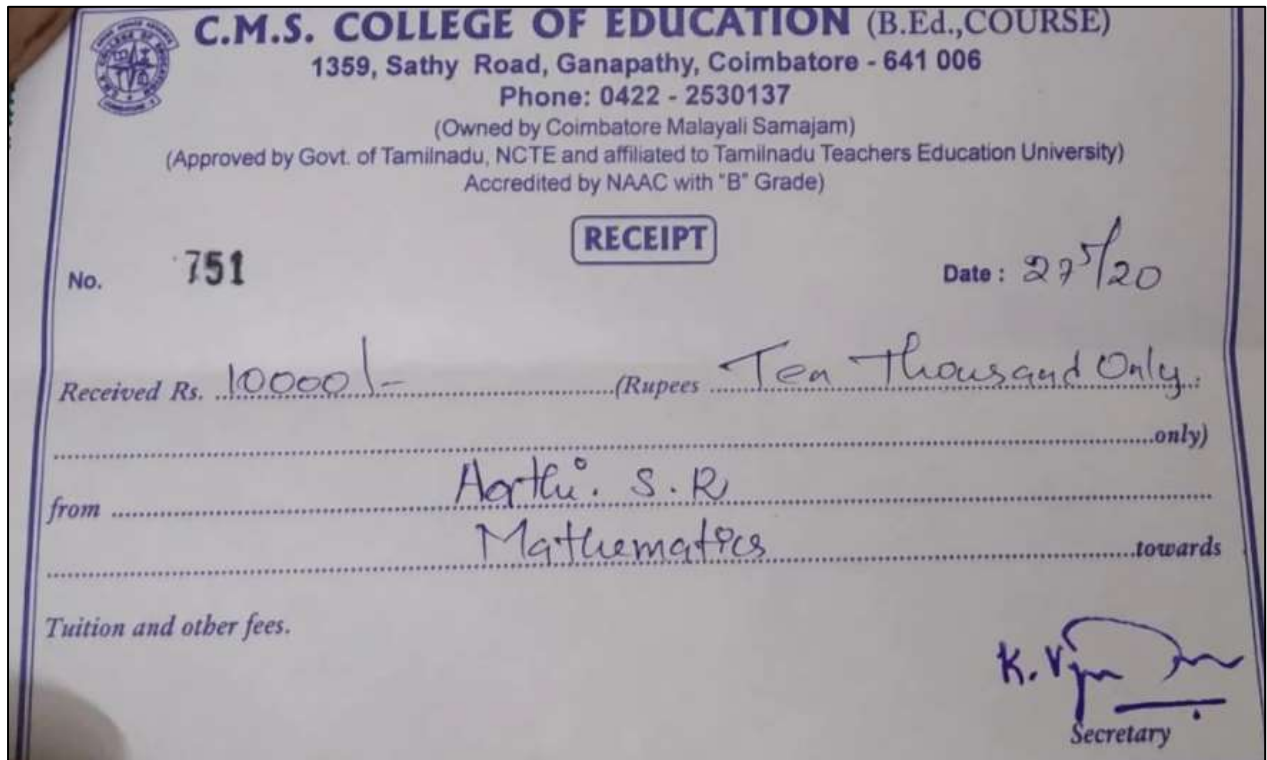 C.M.S. COLLEGE OF EDUCATION (B.Ed.,COURSE)
1359, Sathy Road, Ganapathy, Coimbatore - 641 006
Phone: 0422 - 2530137
(Owned by Coimbatore Malayali Samajam)
(Approved by Govt. of Tamilnadu, NCTE and affiliated to Tamilnadu Teachers Education University)
Accredited by NAAC with "B" Grade)
RECEIPT
No. 751 Date : 27 5/20
Received Rs. 10000/- (Rupees Ten Thousand Only.
only)
from Aarthi. S.R
Mathematics towards
Tuition and other fees.
K.
Secretary